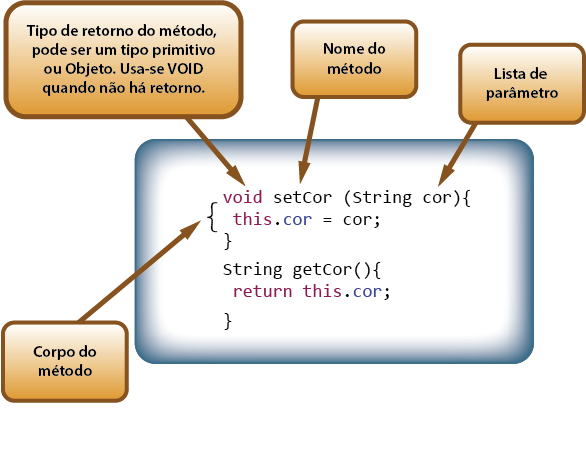 Tipo de retorno do método,
pode ser um tipo primitivo
ou Objeto. Usa-se VOID
quando não há retorno.
Nome do
método
Lista de
parâmetro
void setCor (String cor){
this.cor = cor;
}
String getCor(){
return this.cor;
}
Corpo do
método